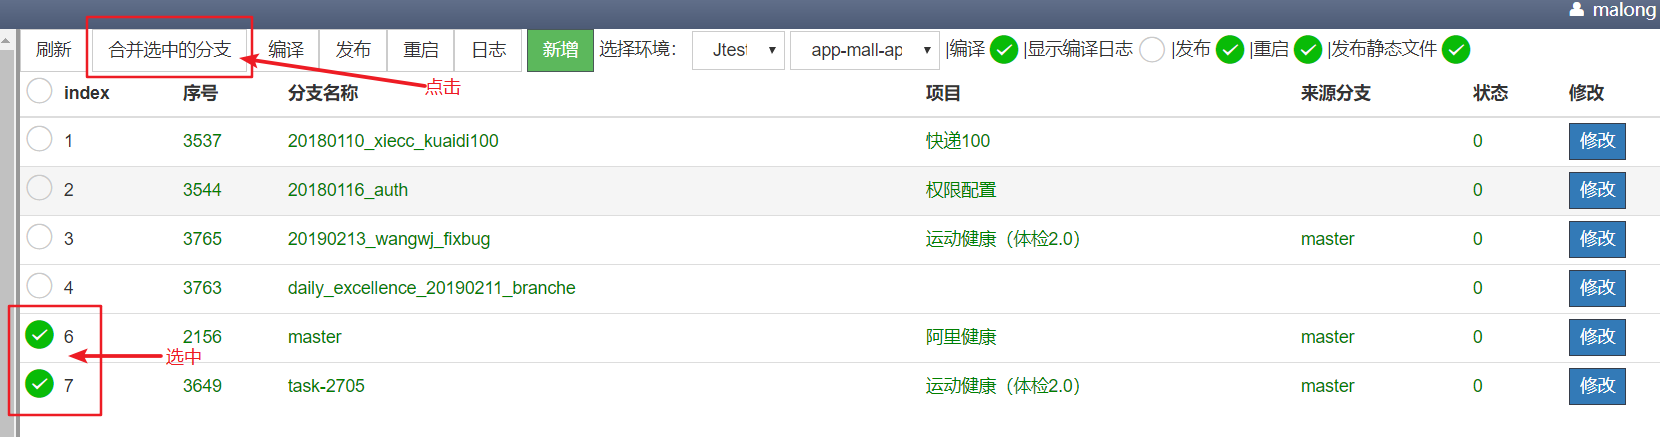 malong
刷新 合并选中的分支 编译 发布 重启 日志 新增 选择环境： Jtest app-mall-ap |编译 |显示编译日志 |发布 |重启 |发布静态文件
点击
index 序号 分支名称 项目 来源分支 状态 修改
1 3537 20180110_xiecc_kuaidi100 快递100 0 修改
2 3544 20180116_auth 权限配置 0 修改
3 3765 20190213_wangwj_fixbug 运动健康（体检2.0） master 0 修改
4 3763 daily_excellence_20190211_branche 0 修改
6 2156 master 阿里健康 master 0 修改
选中
7 3649 task-2705 运动健康（体检2.0） master 0 修改